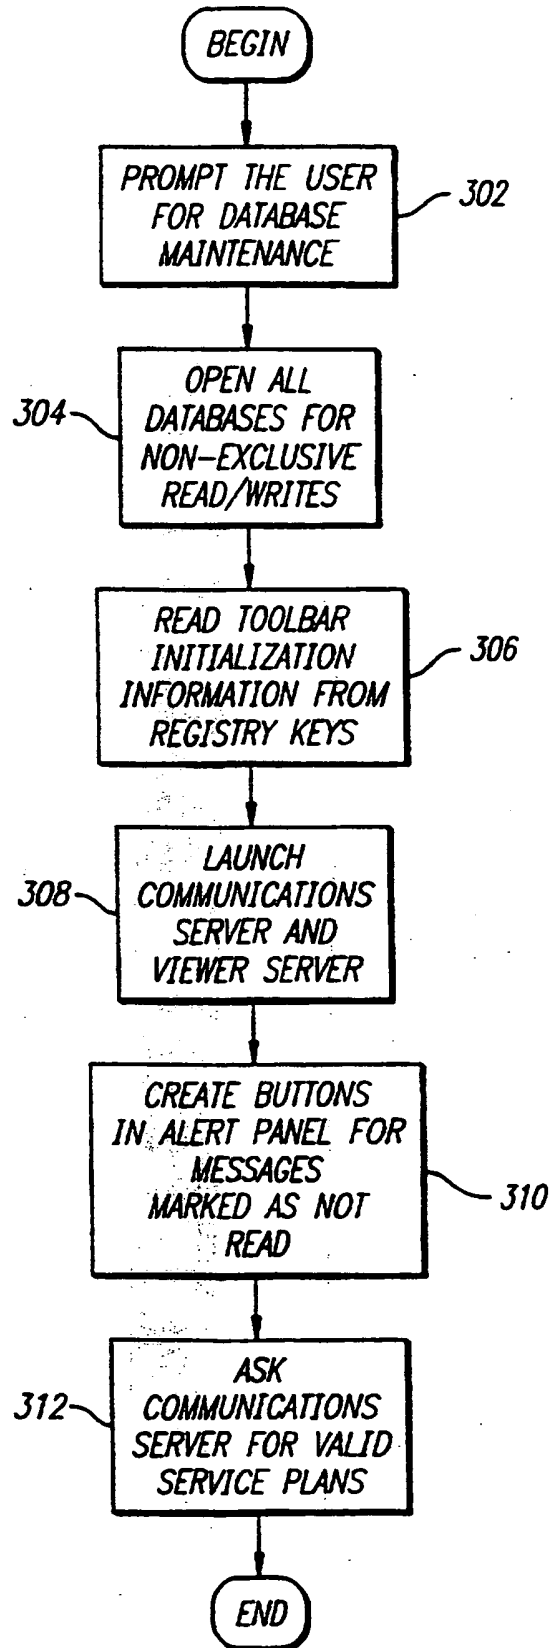 BEGIN
PROMPT THE USER
FOR DATABASE
MAINTENANCE
302
OPEN ALL
DATABASES FOR
NON-EXCLUSIVE
READ/WRITES
304
READ TOOLBAR
INITIALIZATION
INFORMATION FROM
REGISTRY KEYS
306
LAUNCH
COMMUNICATIONS
SERVER AND
VIEWER SERVER
308
CREATE BUTTONS
IN ALERT PANEL FOR
MESSAGES
MARKED AS NOT
READ
310
ASK
COMMUNICATIONS
SERVER FOR VALID
SERVICE PLANS
312
END